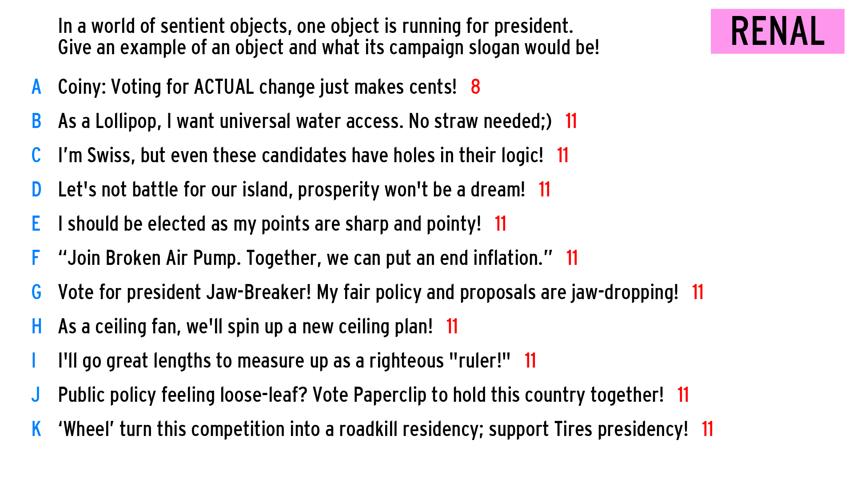 In a world of sentient objects, one object is running for president.
Give an example of an object and what its campaign slogan would be!
RENAL
A Coiny: Voting for ACTUAL change just makes cents! 8
B As a Lollipop, I want universal water access. No straw needed;) 11
C I'm Swiss, but even these candidates have holes in their logic! 11
D Let's not battle for our island, prosperity won't be a dream! 11
E I should be elected as my points are sharp and pointy! 11
F “Join Broken Air Pump. Together, we can put an end inflation.” 11
G Vote for president Jaw-Breaker! My fair policy and proposals are jaw-dropping! 11
H As a ceiling fan, we'll spin up a new ceiling plan! 11
I I'll go great lengths to measure up as a righteous "ruler!" 11
J Public policy feeling loose-leaf? Vote Paperclip to hold this country together! 11
K ‘Wheel’ turn this competition into a roadkill residency; support Tires presidency! 11